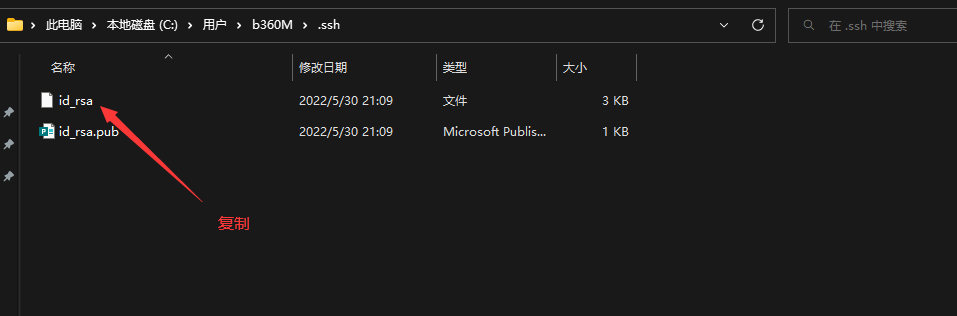 此电脑 › 本地磁盘 (C:) › 用户 › b360M › .ssh 在 .ssh 中搜索
名称 修改日期 类型 大小
id_rsa 2022/5/30 21:09 文件 3 KB
id_rsa.pub 2022/5/30 21:09 Microsoft Publis... 1 KB
复制